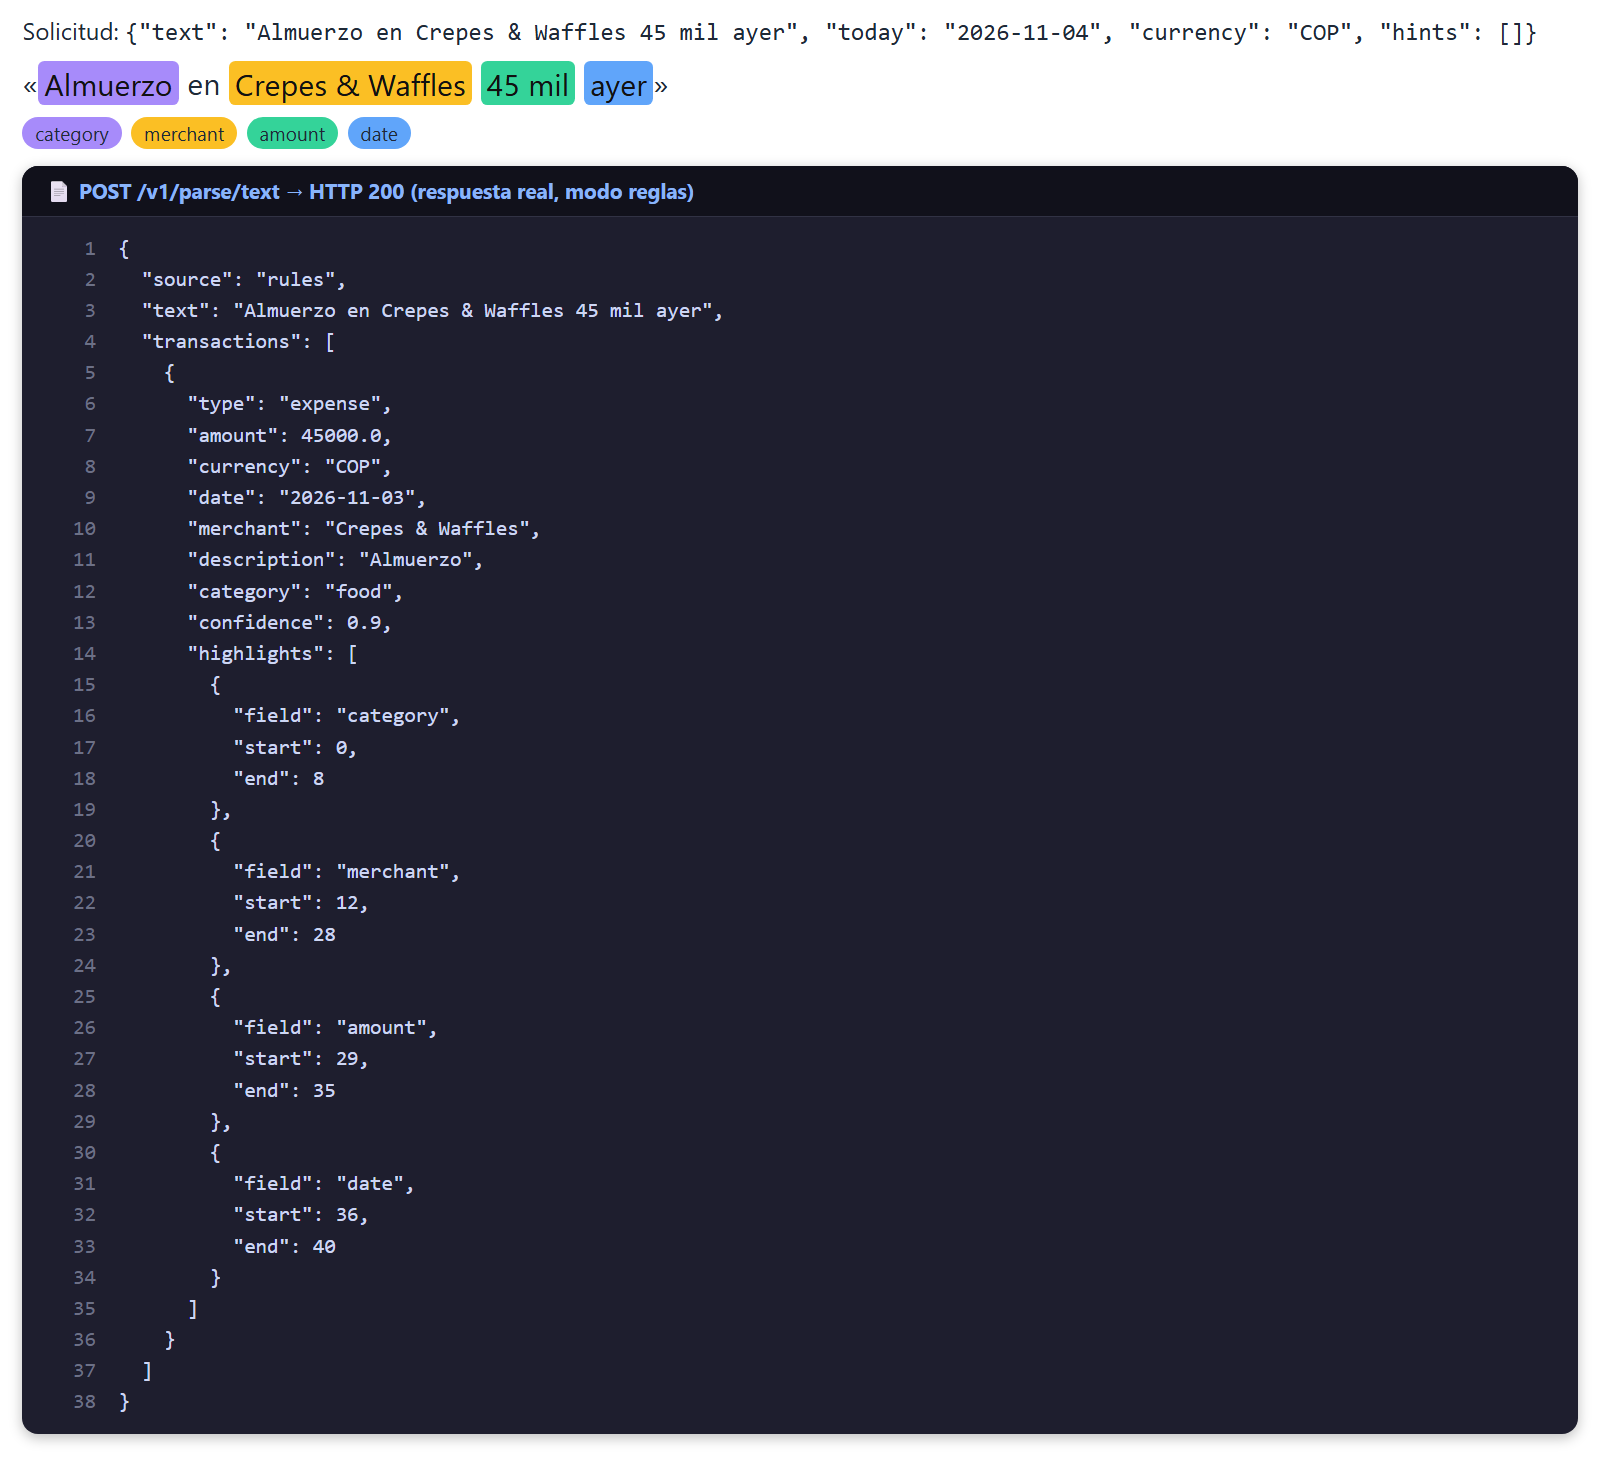 Solicitud: {"text": "Almuerzo en Crepes & Waffles 45 mil ayer", "today": "2026-11-04", "currency": "COP", "hints": []}
«Almuerzo en Crepes & Waffles 45 mil ayer»
category merchant amount date
POST /v1/parse/text → HTTP 200 (respuesta real, modo reglas)
1 {
2 "source": "rules",
3 "text": "Almuerzo en Crepes & Waffles 45 mil ayer",
4 "transactions": [
5 {
6 "type": "expense",
7 "amount": 45000.0,
8 "currency": "COP",
9 "date": "2026-11-03",
10 "merchant": "Crepes & Waffles",
11 "description": "Almuerzo",
12 "category": "food",
13 "confidence": 0.9,
14 "highlights": [
15 {
16 "field": "category",
17 "start": 0,
18 "end": 8
19 },
20 {
21 "field": "merchant",
22 "start": 12,
23 "end": 28
24 },
25 {
26 "field": "amount",
27 "start": 29,
28 "end": 35
29 },
30 {
31 "field": "date",
32 "start": 36,
33 "end": 40
34 }
35 ]
36 }
37 ]
38 }